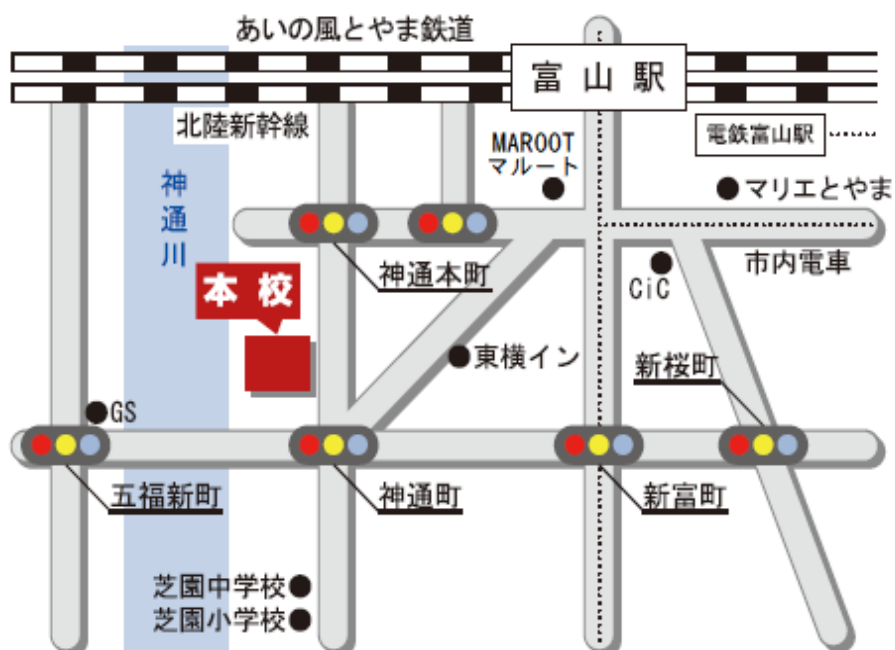 あいの風とやま鉄道
富山駅
北陸新幹線
電鉄富山駅
MAROOT
マルート
マリエとやま
神通川
神通本町
市内電車
CiC
本校
東横イン
新桜町
GS
五福新町
神通町
新富町
芝園中学校
芝園小学校